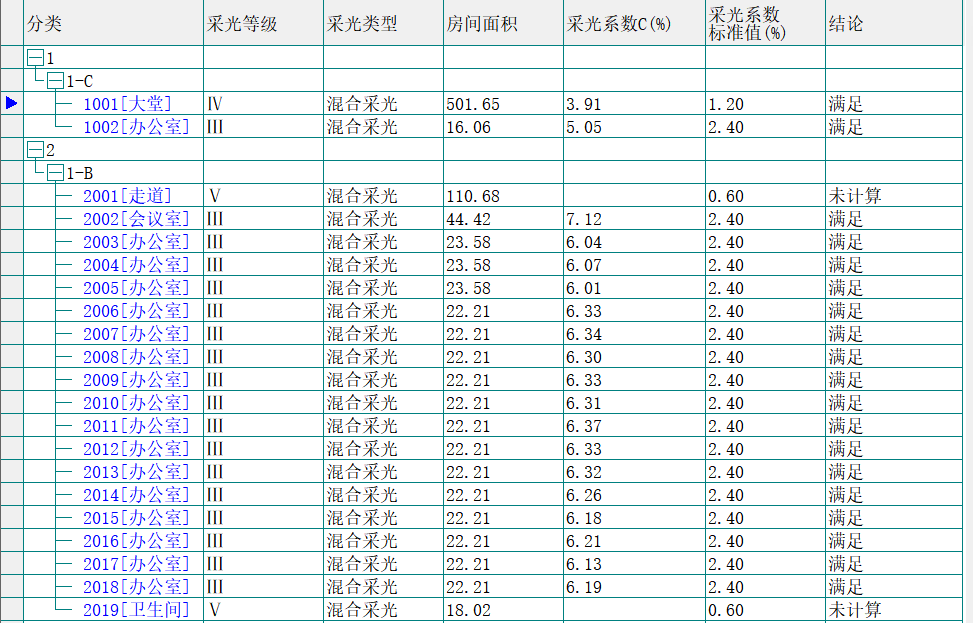 分类 采光等级 采光类型 房间面积 采光系数C(%) 采光系数标准值(%) 结论
1
1-C
1001[大堂] Ⅳ 混合采光 501.65 3.91 1.20 满足
1002[办公室] Ⅲ 混合采光 16.06 5.05 2.40 满足
2
1-B
2001[走道] Ⅴ 混合采光 110.68 0.60 未计算
2002[会议室] Ⅲ 混合采光 44.42 7.12 2.40 满足
2003[办公室] Ⅲ 混合采光 23.58 6.04 2.40 满足
2004[办公室] Ⅲ 混合采光 23.58 6.07 2.40 满足
2005[办公室] Ⅲ 混合采光 23.58 6.01 2.40 满足
2006[办公室] Ⅲ 混合采光 22.21 6.33 2.40 满足
2007[办公室] Ⅲ 混合采光 22.21 6.34 2.40 满足
2008[办公室] Ⅲ 混合采光 22.21 6.30 2.40 满足
2009[办公室] Ⅲ 混合采光 22.21 6.33 2.40 满足
2010[办公室] Ⅲ 混合采光 22.21 6.31 2.40 满足
2011[办公室] Ⅲ 混合采光 22.21 6.37 2.40 满足
2012[办公室] Ⅲ 混合采光 22.21 6.33 2.40 满足
2013[办公室] Ⅲ 混合采光 22.21 6.32 2.40 满足
2014[办公室] Ⅲ 混合采光 22.21 6.26 2.40 满足
2015[办公室] Ⅲ 混合采光 22.21 6.18 2.40 满足
2016[办公室] Ⅲ 混合采光 22.21 6.21 2.40 满足
2017[办公室] Ⅲ 混合采光 22.21 6.13 2.40 满足
2018[办公室] Ⅲ 混合采光 22.21 6.19 2.40 满足
2019[卫生间] Ⅴ 混合采光 18.02 0.60 未计算